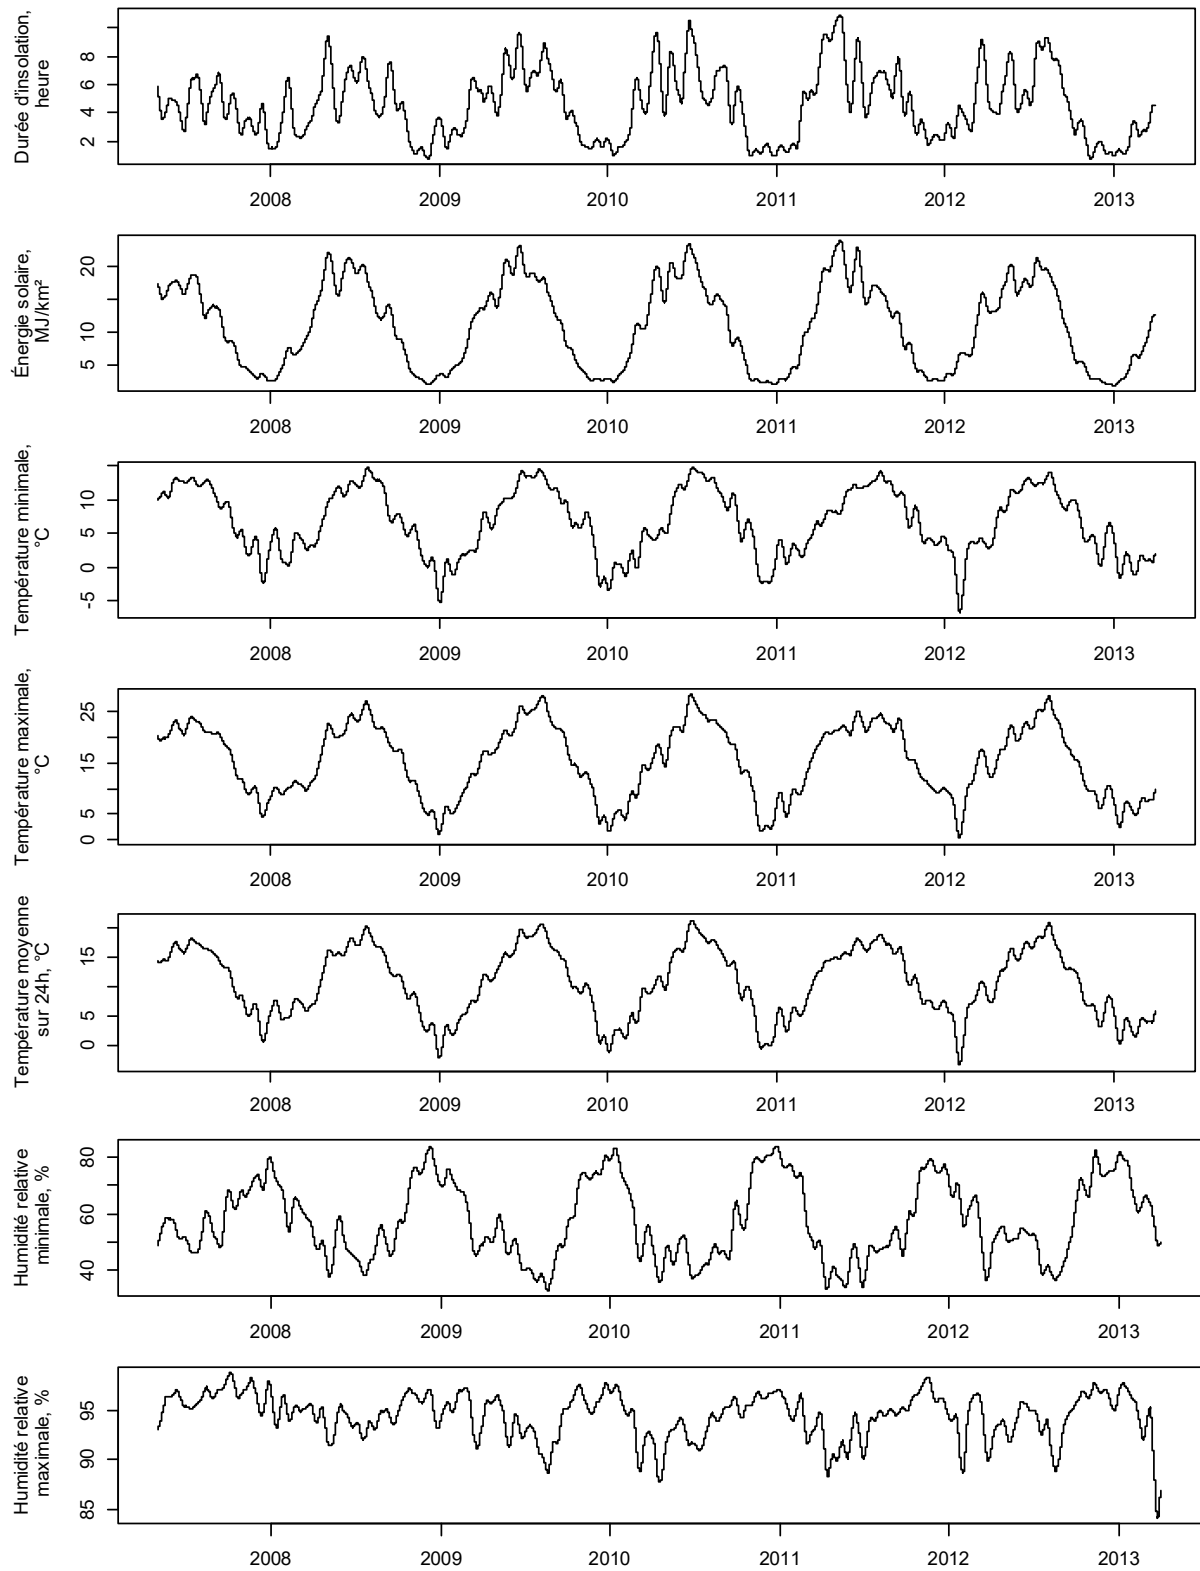 Durée d'insolation,
heure
8
6
4
2
2008 2009 2010 2011 2012 2013
Énergie solaire,
MJ/km²
20
10
5
2008 2009 2010 2011 2012 2013
Température minimale,
°C
10
5
0
-5
2008 2009 2010 2011 2012 2013
Température maximale,
°C
25
15
5
0
2008 2009 2010 2011 2012 2013
Température moyenne
sur 24h, °C
15
5
0
2008 2009 2010 2011 2012 2013
Humidité relative
minimale, %
80
60
40
2008 2009 2010 2011 2012 2013
Humidité relative
maximale, %
95
90
85
2008 2009 2010 2011 2012 2013